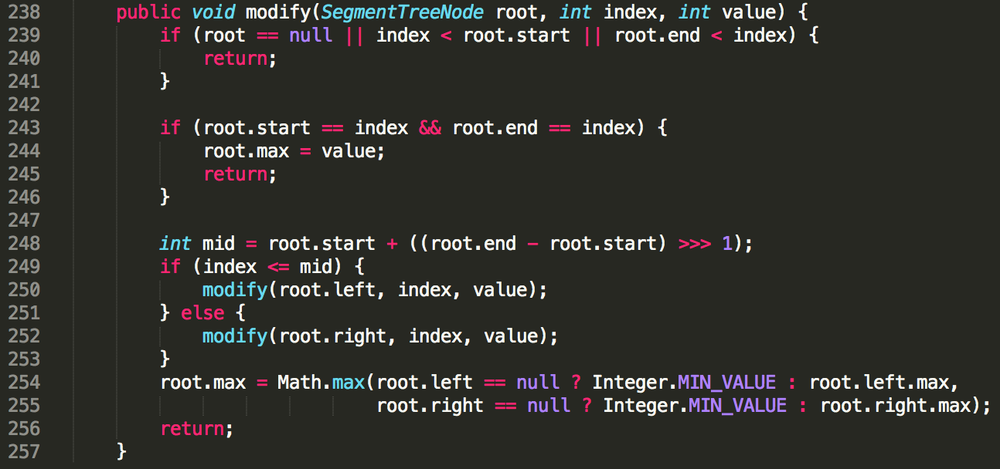 238 public void modify(SegmentTreeNode root, int index, int value) {
239 if (root == null || index < root.start || root.end < index) {
240 return;
241 }
242
243 if (root.start == index && root.end == index) {
244 root.max = value;
245 return;
246 }
247
248 int mid = root.start + ((root.end - root.start) >>> 1);
249 if (index <= mid) {
250 modify(root.left, index, value);
251 } else {
252 modify(root.right, index, value);
253 }
254 root.max = Math.max(root.left == null ? Integer.MIN_VALUE : root.left.max,
255 root.right == null ? Integer.MIN_VALUE : root.right.max);
256 return;
257 }